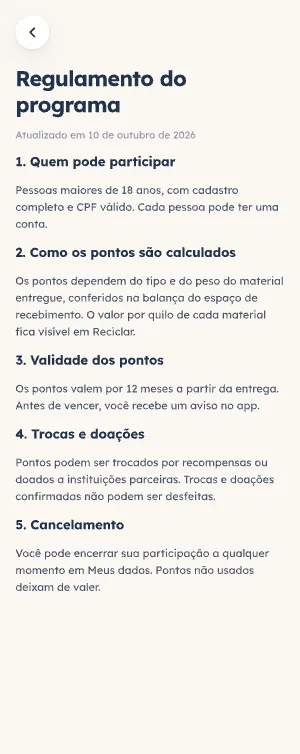 Regulamento do
programa
Atualizado em 10 de outubro de 2026
1. Quem pode participar
Pessoas maiores de 18 anos, com cadastro
completo e CPF válido. Cada pessoa pode ter uma
conta.
2. Como os pontos são calculados
Os pontos dependem do tipo e do peso do material
entregue, conferidos na balança do espaço de
recebimento. O valor por quilo de cada material
fica visível em Reciclar.
3. Validade dos pontos
Os pontos valem por 12 meses a partir da entrega.
Antes de vencer, você recebe um aviso no app.
4. Trocas e doações
Pontos podem ser trocados por recompensas ou
doados a instituições parceiras. Trocas e doações
confirmadas não podem ser desfeitas.
5. Cancelamento
Você pode encerrar sua participação a qualquer
momento em Meus dados. Pontos não usados
deixam de valer.